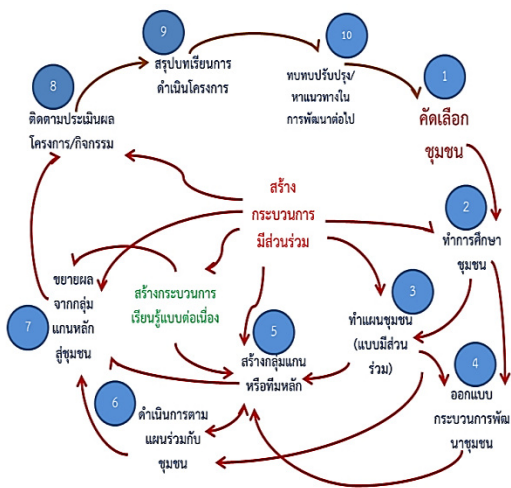 1
คัดเลือก
ชุมชน
2
ทำการศึกษา
ชุมชน
3
ทำแผนชุมชน
(แบบมีส่วน
ร่วม)
4
ออกแบบ
กระบวนการพัฒ
นาชุมชน
5
สร้างกลุ่มแกน
หรือทีมหลัก
6
ดำเนินการตาม
แผนร่วมกับ
ชุมชน
7
ขยายผล
จากกลุ่ม
แกนหลัก
สู่ชุมชน
8
ติดตามประเมินผล
โครงการ/กิจกรรม
9
สรุปบทเรียนการ
ดำเนินโครงการ
10
ทบทบปรับปรุง/
หาแนวทางใน
การพัฒนาต่อไป
สร้าง
กระบวนการ
มีส่วนร่วม
สร้างกระบวนการ
เรียนรู้แบบต่อเนื่อง